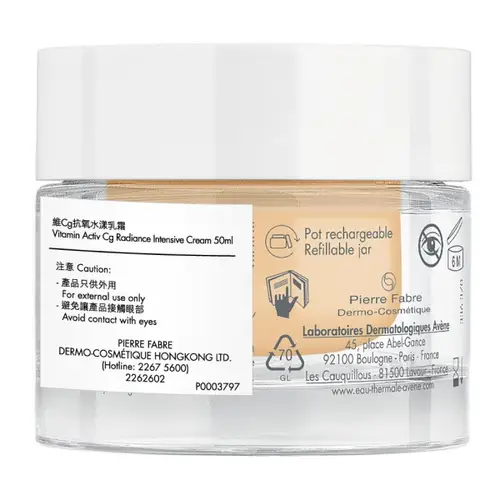 維Cg抗氧水漾乳霜
Vitamin Activ Cg Radiance Intensive Cream 50ml
注意 Caution:
- 產品只供外用
For external use only
- 避免讓產品接觸眼部
Avoid contact with eyes
PIERRE FABRE
DERMO-COSMÉTIQUE HONGKONG LTD.
(Hotline: 2267 5600)
2262602
P0003797
Pot rechargeable
Refillable jar
6 M
Pierre Fabre
Dermo-Cosmétique
Laboratoires Dermatologiques Avène
45, place Abel-Gance
92100 Boulogne - Paris - France
Les Cauquillous - 81500 Lavaur - France
www.eau-thermale-avene.com
70
GL